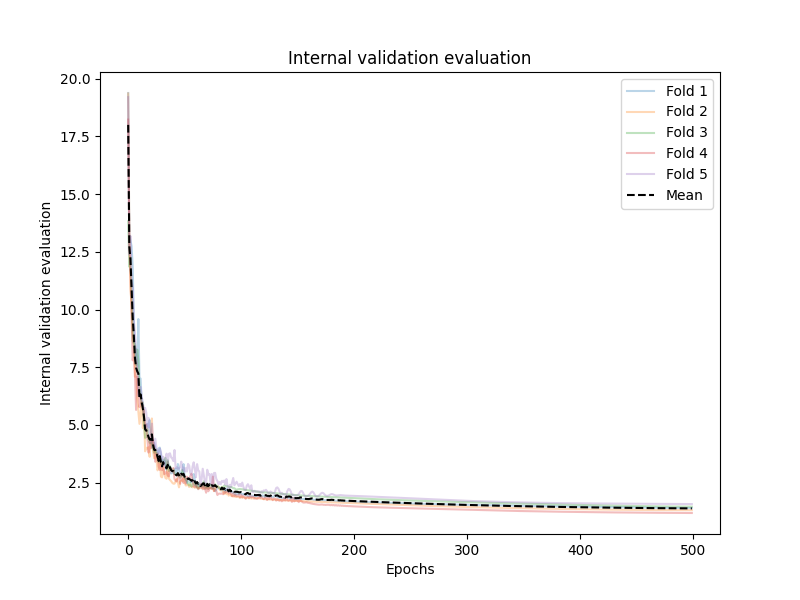 Internal validation evaluation
20.0
17.5
15.0
12.5
10.0
7.5
5.0
2.5
Internal validation evaluation
Fold 1
Fold 2
Fold 3
Fold 4
Fold 5
Mean
0
100
200
300
400
500
Epochs